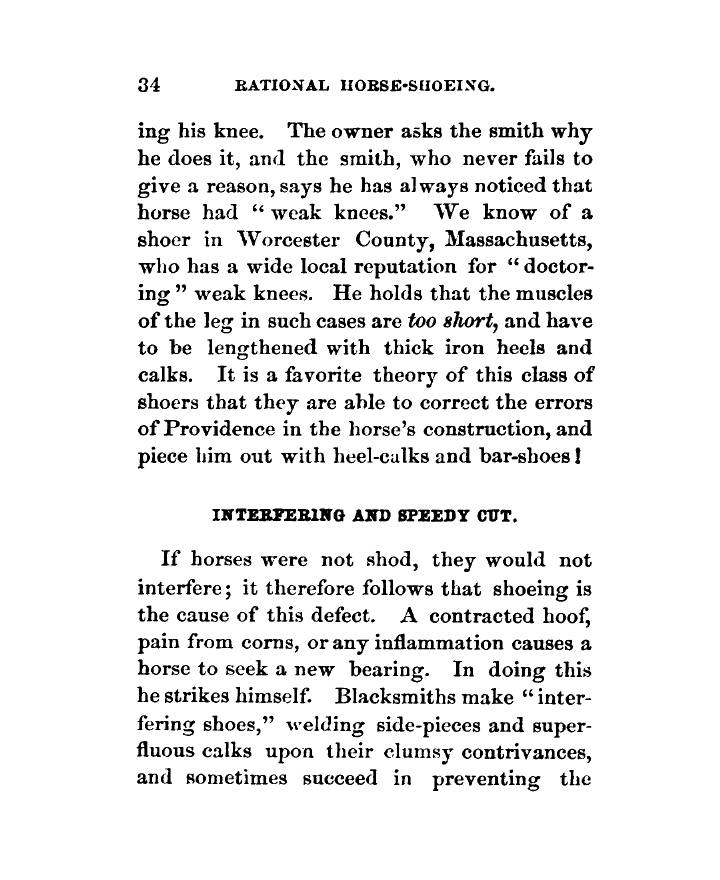 34 RATIONAL HORSE-SHOEING.
ing his knee. The owner asks the smith why
he does it, and the smith, who never fails to
give a reason, says he has always noticed that
horse had “ weak knees.” We know of a
shoer in Worcester County, Massachusetts,
who has a wide local reputation for “ doctor-
ing ” weak knees. He holds that the muscles
of the leg in such cases are too short, and have
to be lengthened with thick iron heels and
calks. It is a favorite theory of this class of
shoers that they are able to correct the errors
of Providence in the horse’s construction, and
piece him out with heel-calks and bar-shoes!
INTERFERING AND SPEEDY CUT.
If horses were not shod, they would not
interfere; it therefore follows that shoeing is
the cause of this defect. A contracted hoof,
pain from corns, or any inflammation causes a
horse to seek a new bearing. In doing this
he strikes himself. Blacksmiths make “ inter-
fering shoes,” welding side-pieces and super-
fluous calks upon their clumsy contrivances,
and sometimes succeed in preventing the